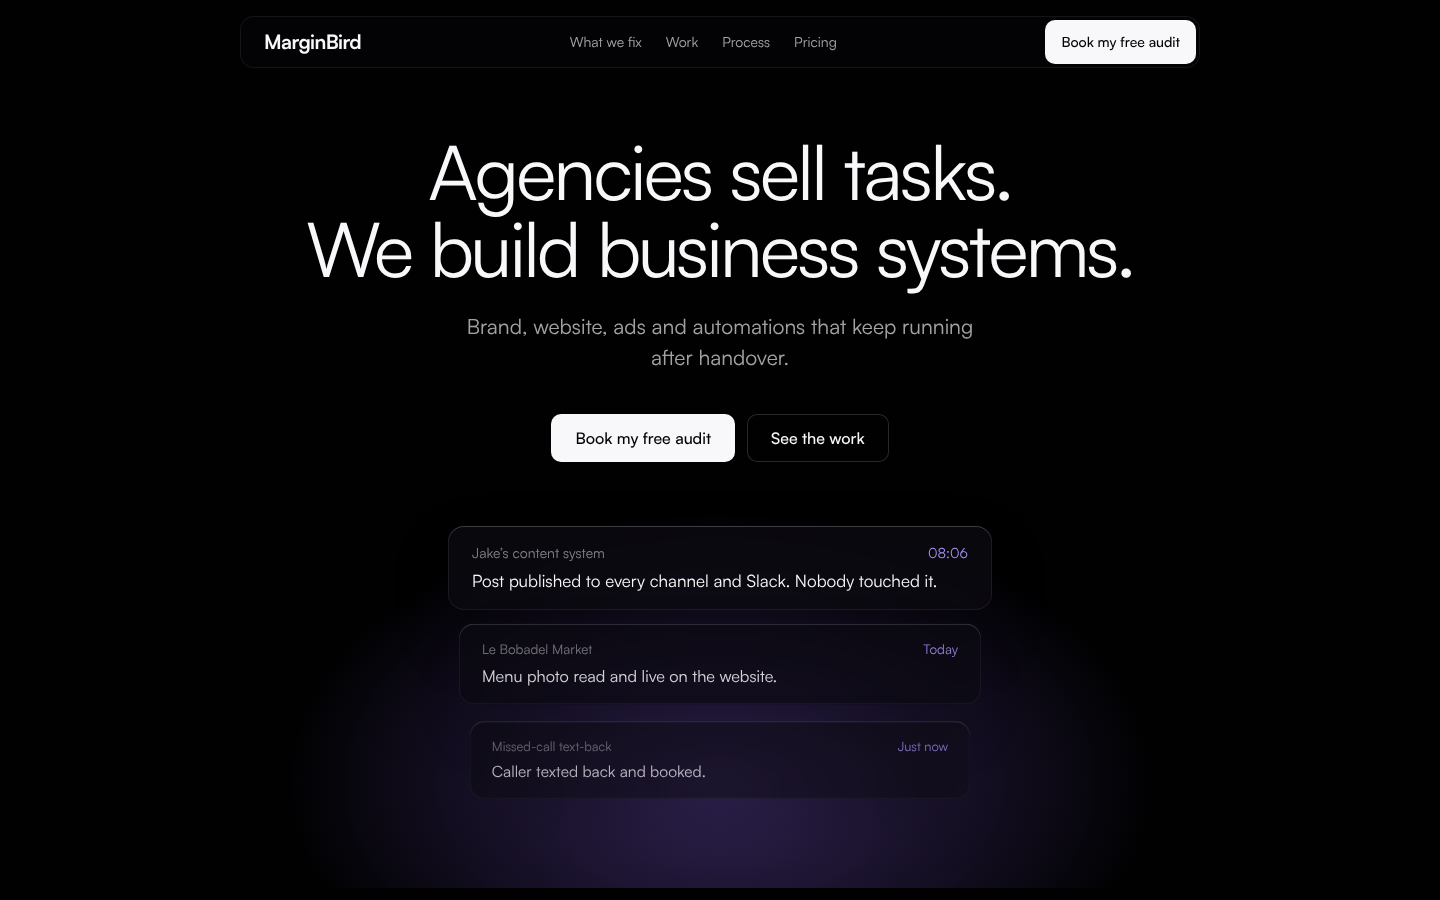 MarginBird
What we fix
Work
Process
Pricing
Book my free audit
Agencies sell tasks.
We build business systems.
Brand, website, ads and automations that keep running
after handover.
Book my free audit
See the work
Jake's content system
08:06
Post published to every channel and Slack. Nobody touched it.
Le Bobadel Market
Today
Menu photo read and live on the website.
Missed-call text-back
Just now
Caller texted back and booked.